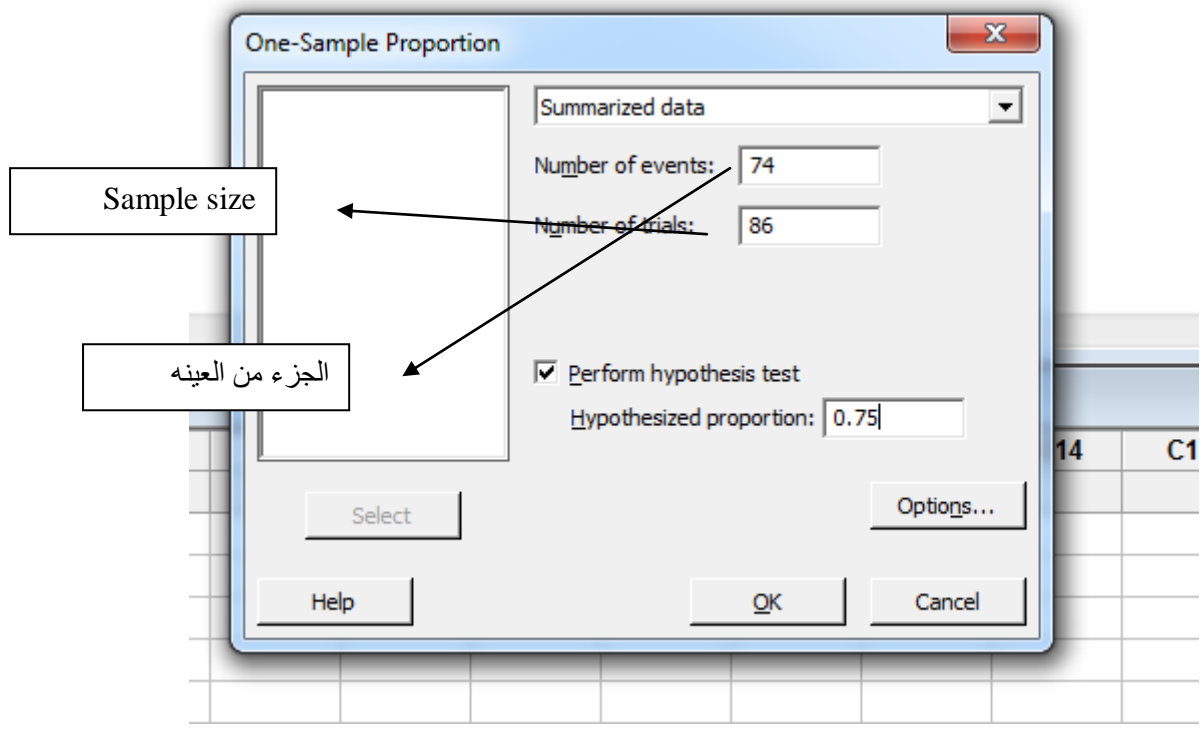 One-Sample Proportion
Summarized data
Number of events: 74
Sample size
Number of trials: 86
الجزء من العينه
Perform hypothesis test
Hypothesized proportion: 0.75
14 C1
Select
Options...
Help
OK
Cancel